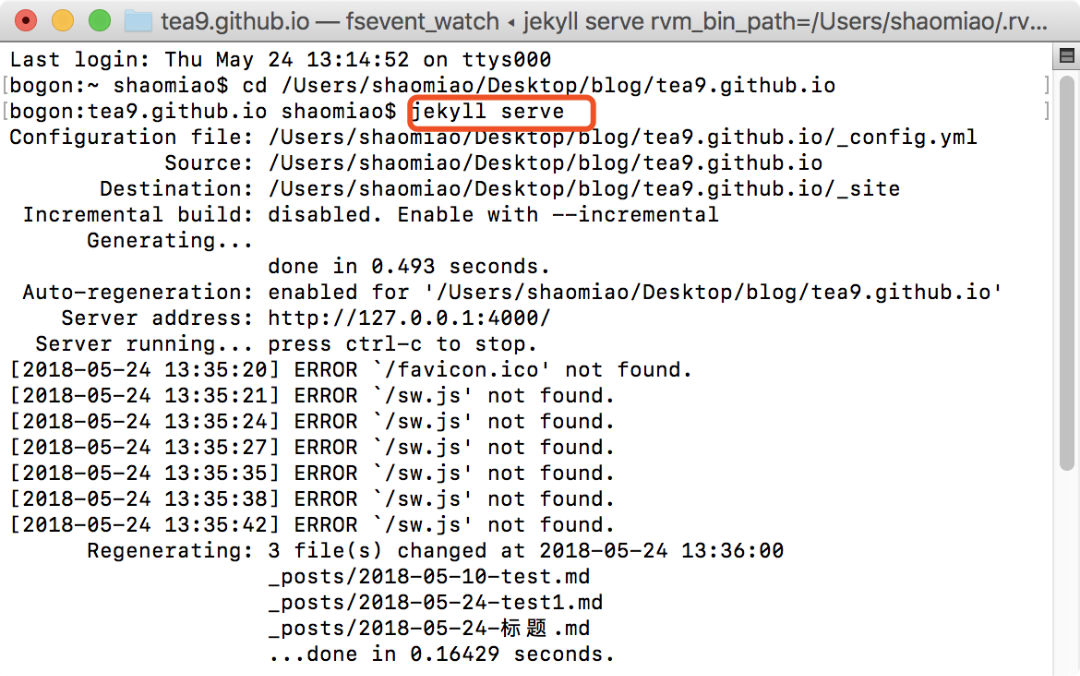 tea9.github.io — fsevent_watch ◂ jekyll serve rvm_bin_path=/Users/shaomiao/.rv...
Last login: Thu May 24 13:14:52 on ttys000
[bogon:~ shaomiao$ cd /Users/shaomiao/Desktop/blog/tea9.github.io ]
[bogon:tea9.github.io shaomiao$ jekyll serve ]
Configuration file: /Users/shaomiao/Desktop/blog/tea9.github.io/_config.yml
Source: /Users/shaomiao/Desktop/blog/tea9.github.io
Destination: /Users/shaomiao/Desktop/blog/tea9.github.io/_site
Incremental build: disabled. Enable with --incremental
Generating...
done in 0.493 seconds.
Auto-regeneration: enabled for '/Users/shaomiao/Desktop/blog/tea9.github.io'
Server address: http://127.0.0.1:4000/
Server running... press ctrl-c to stop.
[2018-05-24 13:35:20] ERROR `/favicon.ico' not found.
[2018-05-24 13:35:21] ERROR `/sw.js' not found.
[2018-05-24 13:35:24] ERROR `/sw.js' not found.
[2018-05-24 13:35:27] ERROR `/sw.js' not found.
[2018-05-24 13:35:35] ERROR `/sw.js' not found.
[2018-05-24 13:35:38] ERROR `/sw.js' not found.
[2018-05-24 13:35:42] ERROR `/sw.js' not found.
Regenerating: 3 file(s) changed at 2018-05-24 13:36:00
_posts/2018-05-10-test.md
_posts/2018-05-24-test1.md
_posts/2018-05-24-标题.md
...done in 0.16429 seconds.